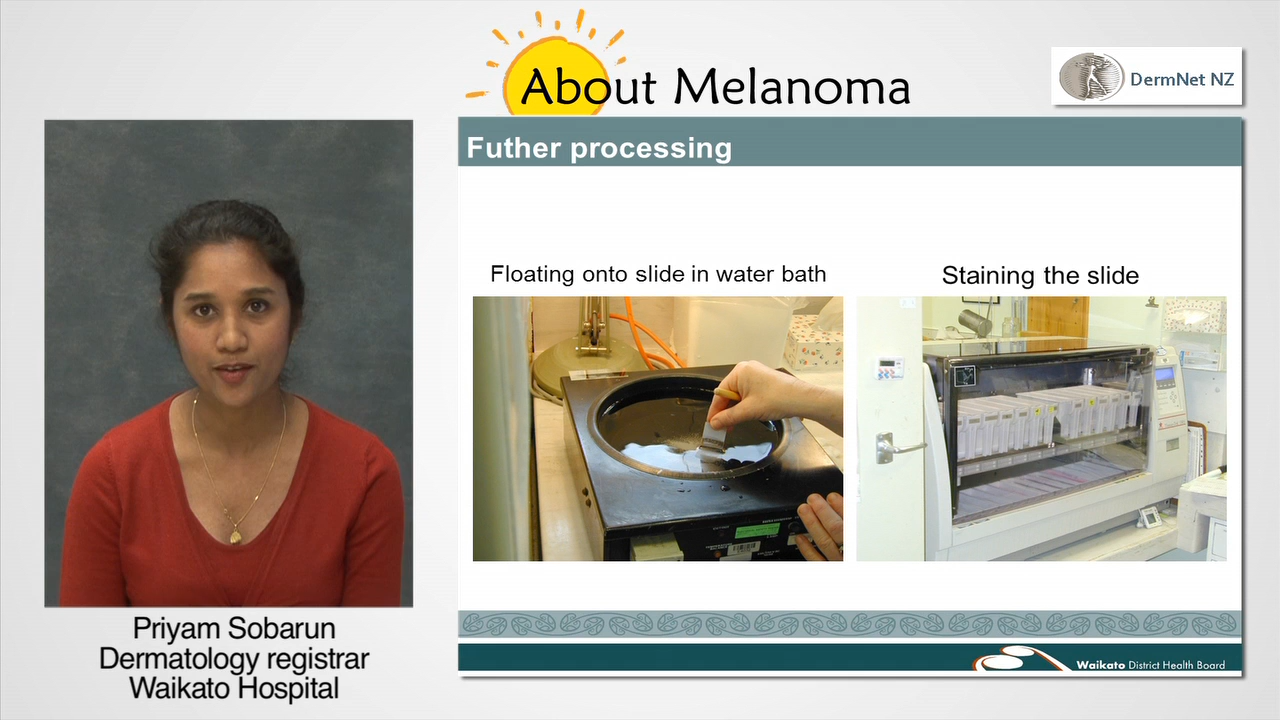 About Melanoma
DermNet NZ
Futher processing
Floating onto slide in water bath
Staining the slide
Priyam Sobarun
Dermatology registrar
Waikato Hospital
Waikato District Health Board